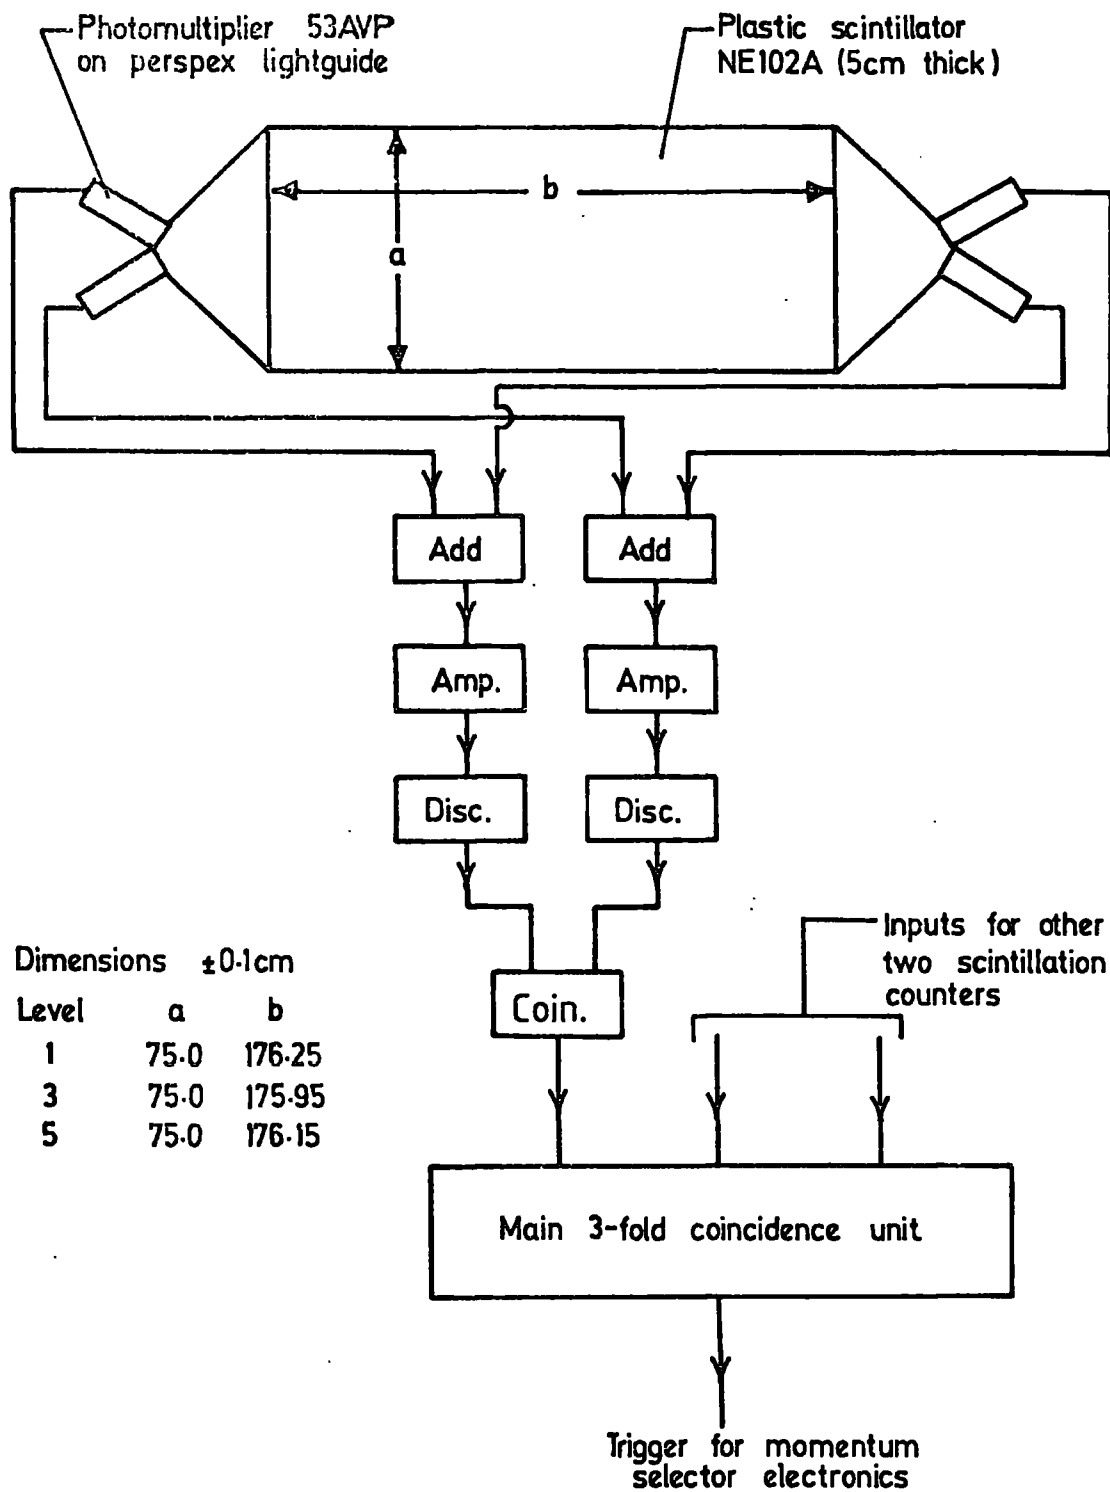 Photomultiplier 53AVP
on perspex lightguide
Plastic scintillator
NE102A (5cm thick)
b
a
Add
Add
Amp.
Amp.
Disc.
Disc.
Inputs for other
two scintillation
counters
Dimensions ±0·1cm
Level a b
1 75·0 176·25
3 75·0 175·95
5 75·0 176·15
Coin.
Main 3-fold coincidence unit
Trigger for momentum
selector electronics